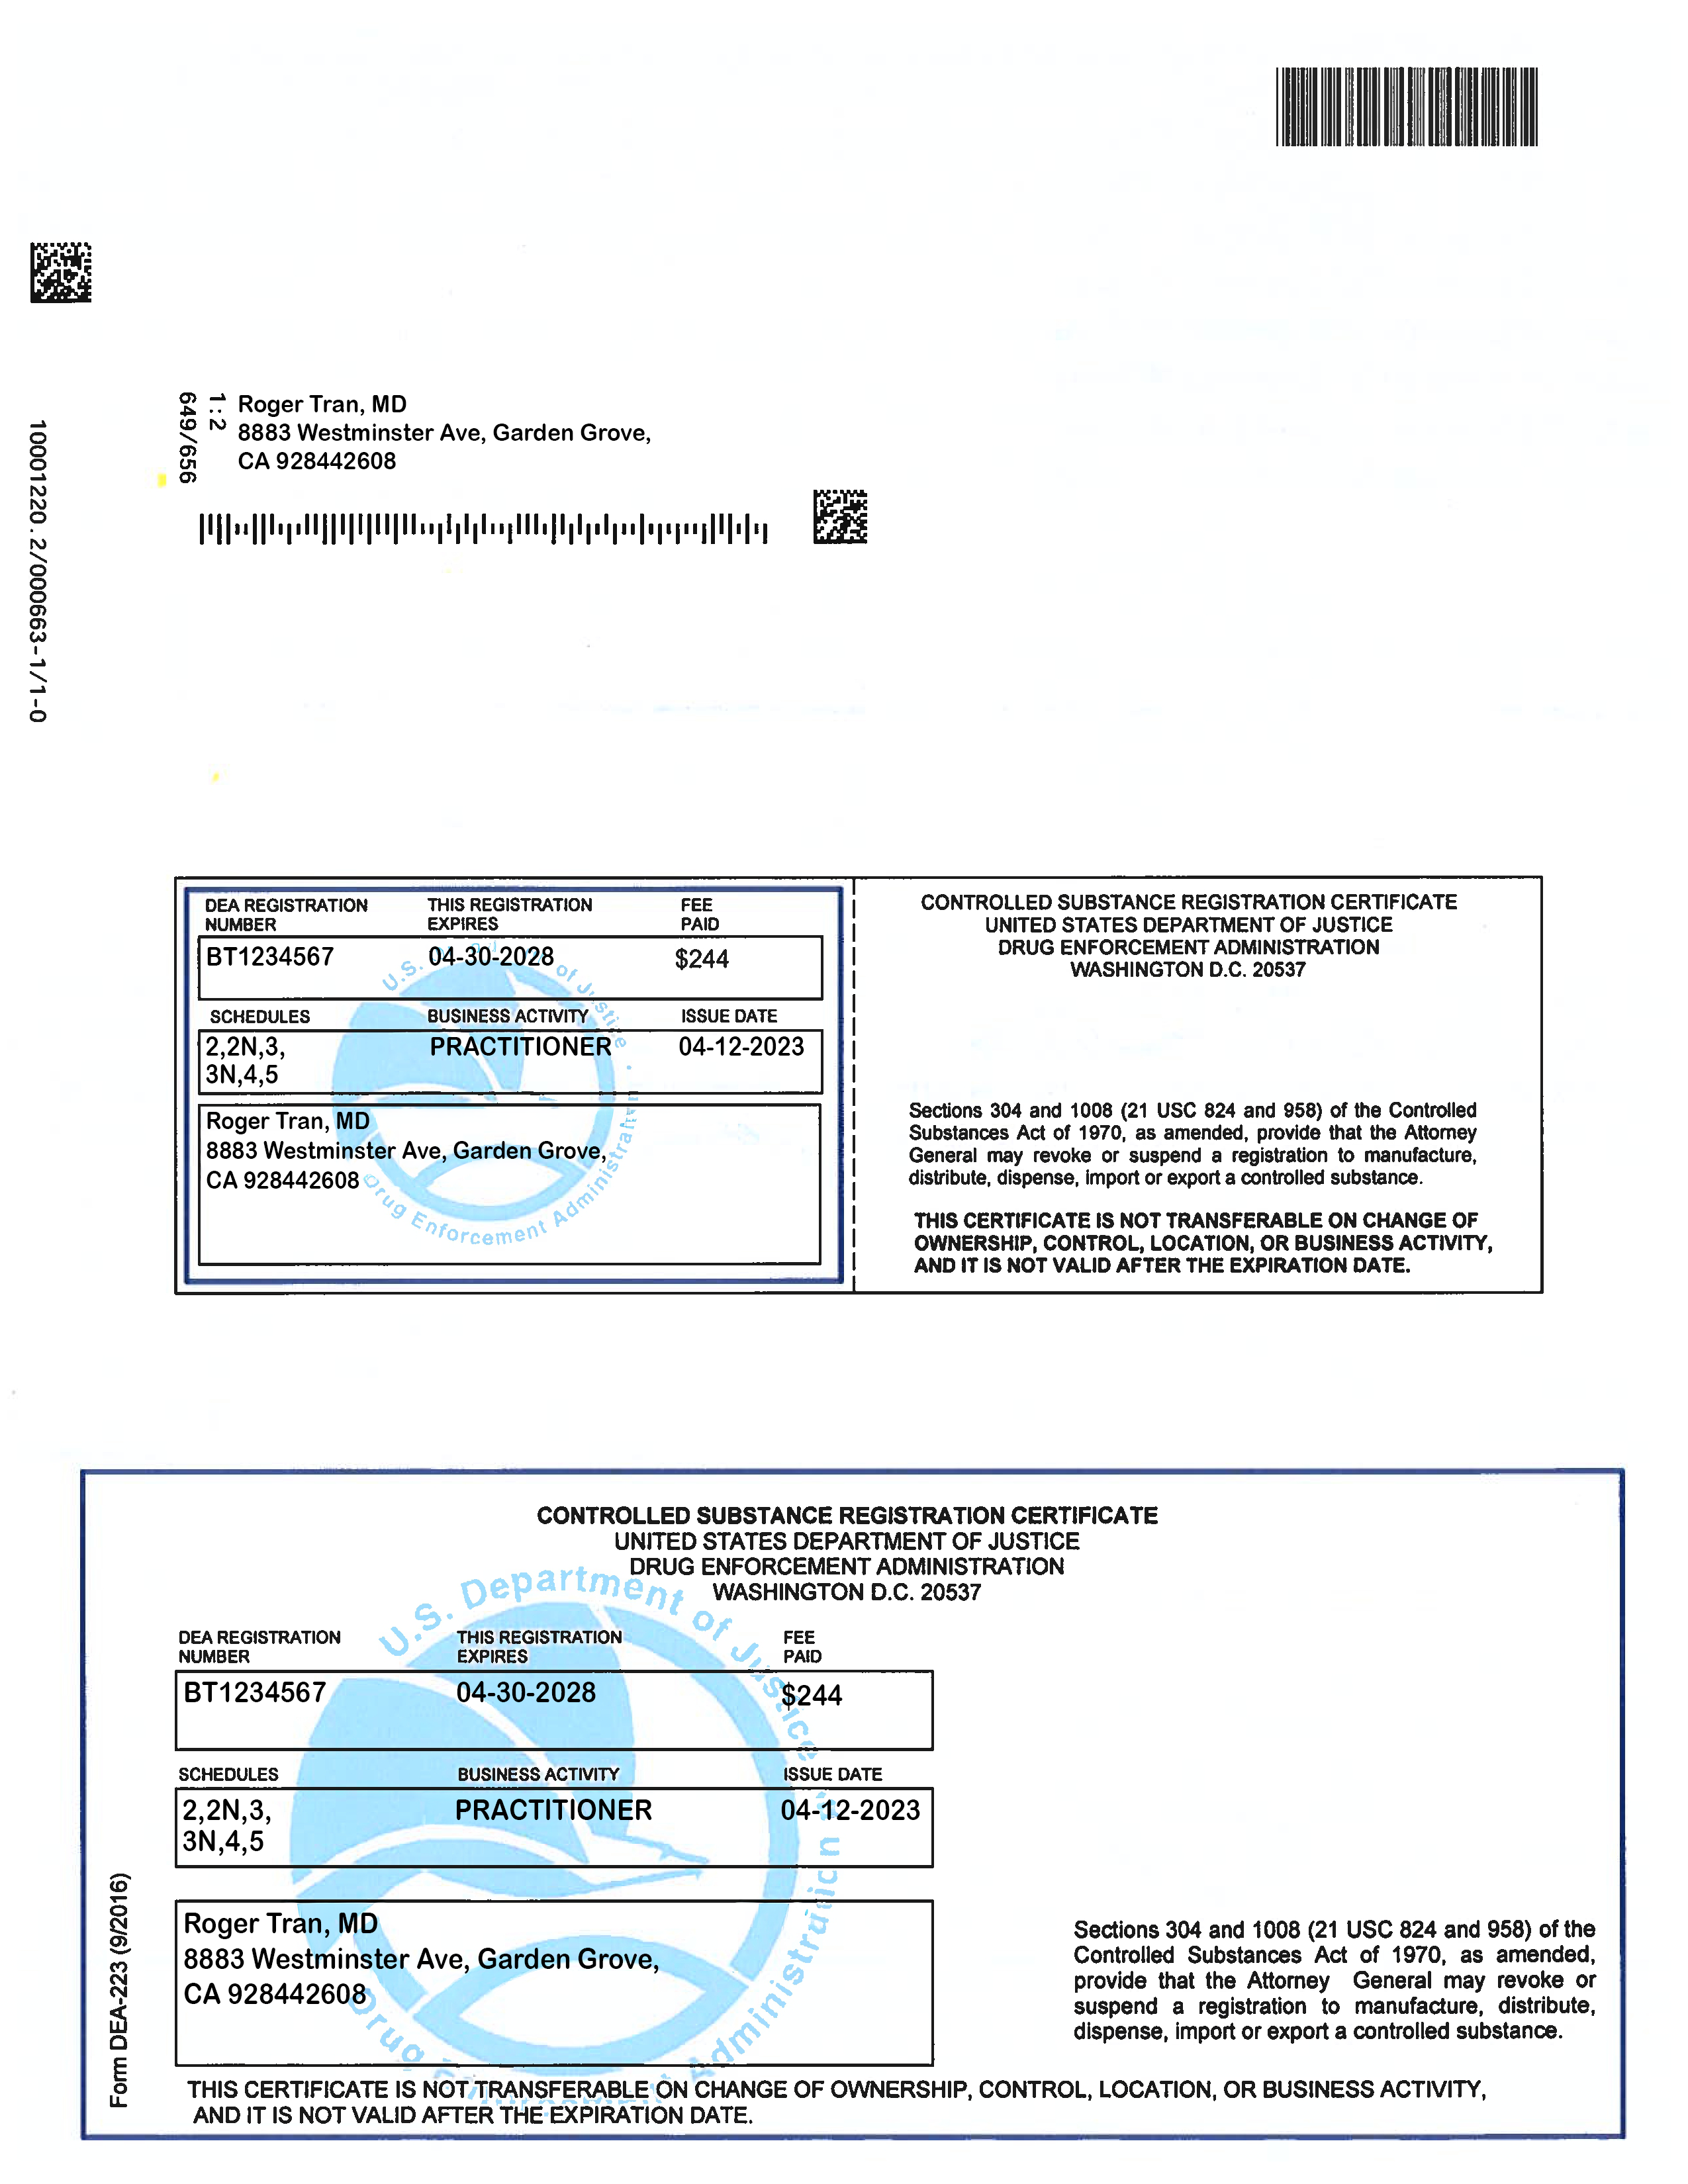 Roger Tran, MD
8883 Westminster Ave, Garden Grove,
CA 928442608
1:2
649/656
10001220.2/000663-1/1-0
DEA REGISTRATION NUMBER
THIS REGISTRATION EXPIRES
FEE PAID
BT1234567
04-30-2028
$244
SCHEDULES
BUSINESS ACTIVITY
ISSUE DATE
2,2N,3,
3N,4,5
PRACTITIONER
04-12-2023
Roger Tran, MD
8883 Westminster Ave, Garden Grove,
CA 928442608
Drug Enforcement Administration
CONTROLLED SUBSTANCE REGISTRATION CERTIFICATE
UNITED STATES DEPARTMENT OF JUSTICE
DRUG ENFORCEMENT ADMINISTRATION
WASHINGTON D.C. 20537
Sections 304 and 1008 (21 USC 824 and 958) of the Controlled
Substances Act of 1970, as amended, provide that the Attorney
General may revoke or suspend a registration to manufacture,
distribute, dispense, import or export a controlled substance.
THIS CERTIFICATE IS NOT TRANSFERABLE ON CHANGE OF
OWNERSHIP, CONTROL, LOCATION, OR BUSINESS ACTIVITY,
AND IT IS NOT VALID AFTER THE EXPIRATION DATE.
CONTROLLED SUBSTANCE REGISTRATION CERTIFICATE
UNITED STATES DEPARTMENT OF JUSTICE
DRUG ENFORCEMENT ADMINISTRATION
WASHINGTON D.C. 20537
U.S. Department of Justice
DEA REGISTRATION NUMBER
THIS REGISTRATION EXPIRES
FEE PAID
BT1234567
04-30-2028
$244
SCHEDULES
BUSINESS ACTIVITY
ISSUE DATE
2,2N,3,
3N,4,5
PRACTITIONER
04-12-2023
Roger Tran, MD
8883 Westminster Ave, Garden Grove,
CA 928442608
Form DEA-223 (9/2016)
Sections 304 and 1008 (21 USC 824 and 958) of the
Controlled Substances Act of 1970, as amended,
provide that the Attorney General may revoke or
suspend a registration to manufacture, distribute,
dispense, import or export a controlled substance.
THIS CERTIFICATE IS NOT TRANSFERABLE ON CHANGE OF OWNERSHIP, CONTROL, LOCATION, OR BUSINESS ACTIVITY,
AND IT IS NOT VALID AFTER THE EXPIRATION DATE.